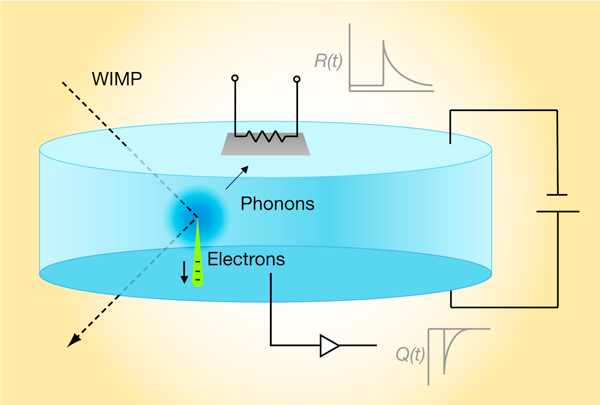 WIMP
R(t)
Phonons
Electrons
Q(t)